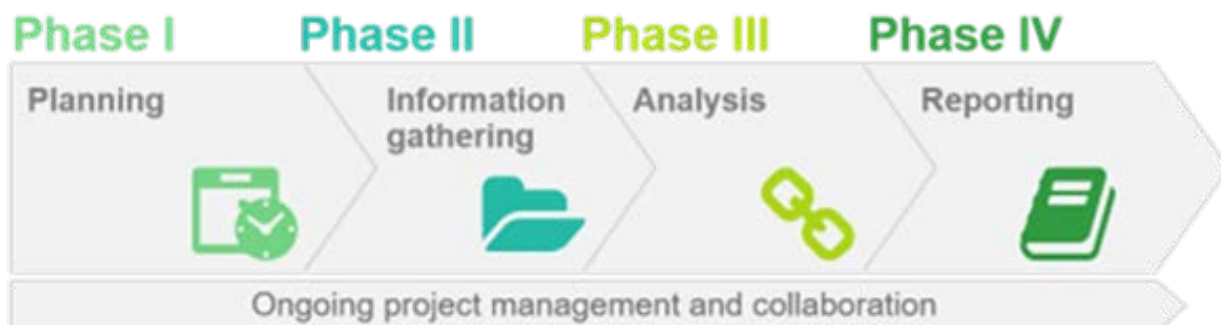 Phase I
Phase II
Phase III
Phase IV
Planning
Information
gathering
Analysis
Reporting
Ongoing project management and collaboration